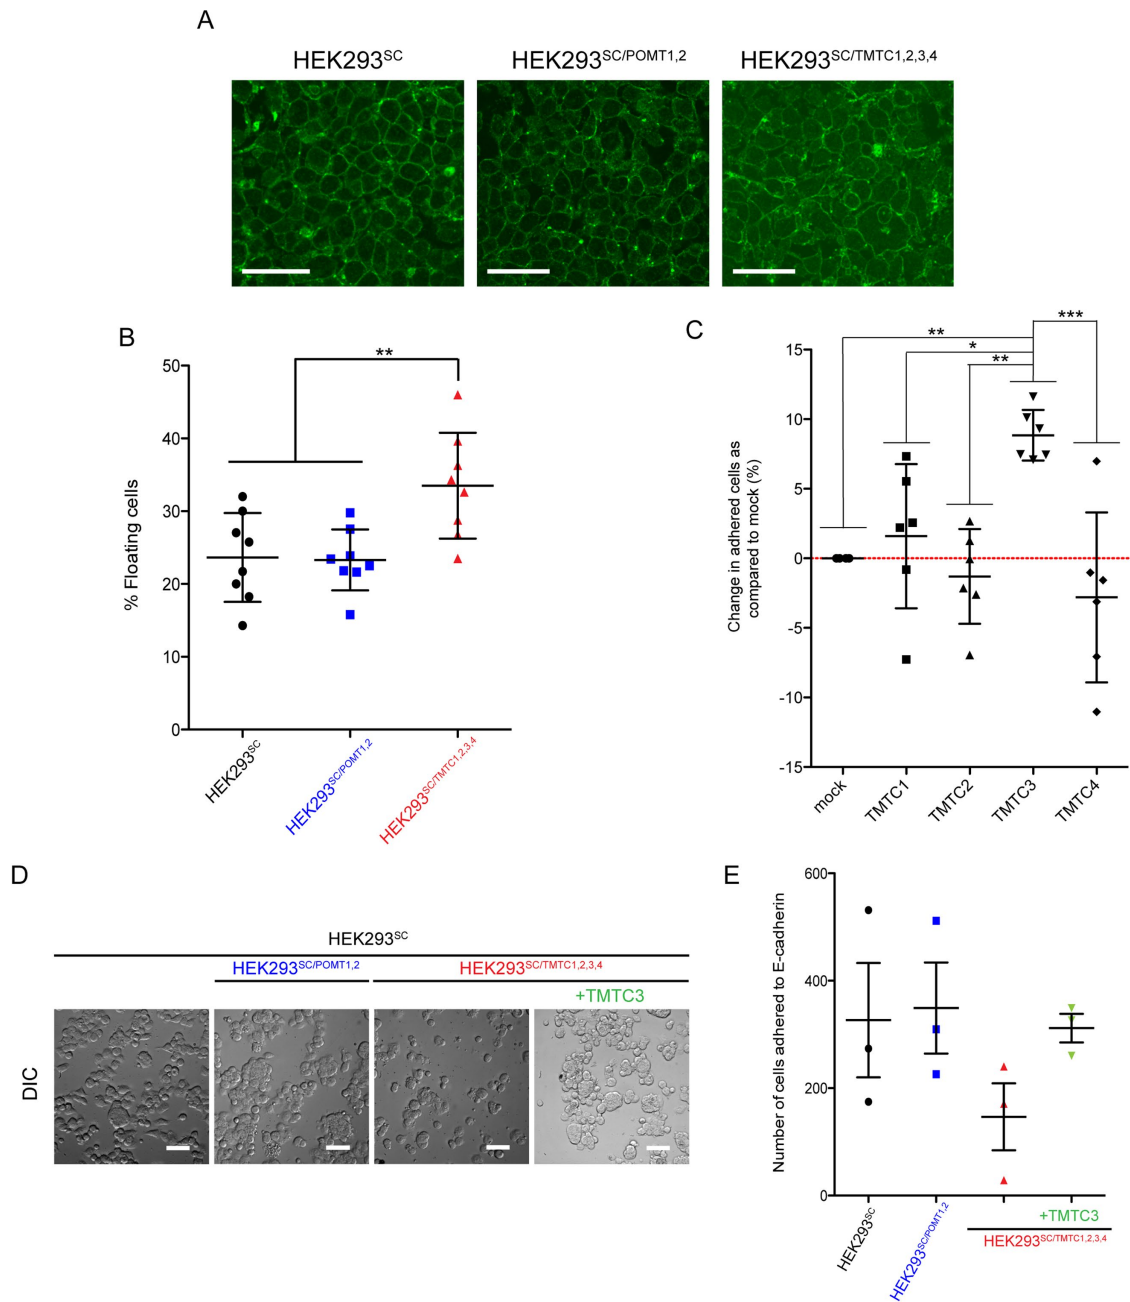 A
HEK293SC
HEK293SC/POMT1,2
HEK293SC/TMTC1,2,3,4
B
**
% Floating cells
50
40
30
20
10
0
HEK293SC
HEK293SC/POMT1,2
HEK293SC/TMTC1,2,3,4
C
***
**
*
**
Change in adhered cells as
compared to mock (%)
15
10
5
0
-5
-10
-15
mock
TMTC1
TMTC2
TMTC3
TMTC4
D
HEK293SC
HEK293SC/POMT1,2
HEK293SC/TMTC1,2,3,4
+TMTC3
DIC
E
Number of cells adhered to E-cadherin
600
400
200
0
HEK293SC
HEK293SC/POMT1,2
+TMTC3
HEK293SC/TMTC1,2,3,4